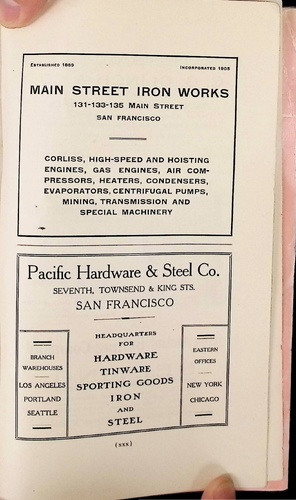 ESTABLISHED 1869 INCORPORATED 1905
MAIN STREET IRON WORKS
131-133-135 MAIN STREET
SAN FRANCISCO
CORLISS, HIGH-SPEED AND HOISTING
ENGINES, GAS ENGINES, AIR COM-
PRESSORS, HEATERS, CONDENSERS,
EVAPORATORS, CENTRIFUGAL PUMPS,
MINING, TRANSMISSION AND
SPECIAL MACHINERY
Pacific Hardware & Steel Co.
SEVENTH, TOWNSEND & KING STS.
SAN FRANCISCO
BRANCH
WAREHOUSES
LOS ANGELES
PORTLAND
SEATTLE
HEADQUARTERS
FOR
HARDWARE
TINWARE
SPORTING GOODS
IRON
AND
STEEL
EASTERN
OFFICES
NEW YORK
CHICAGO